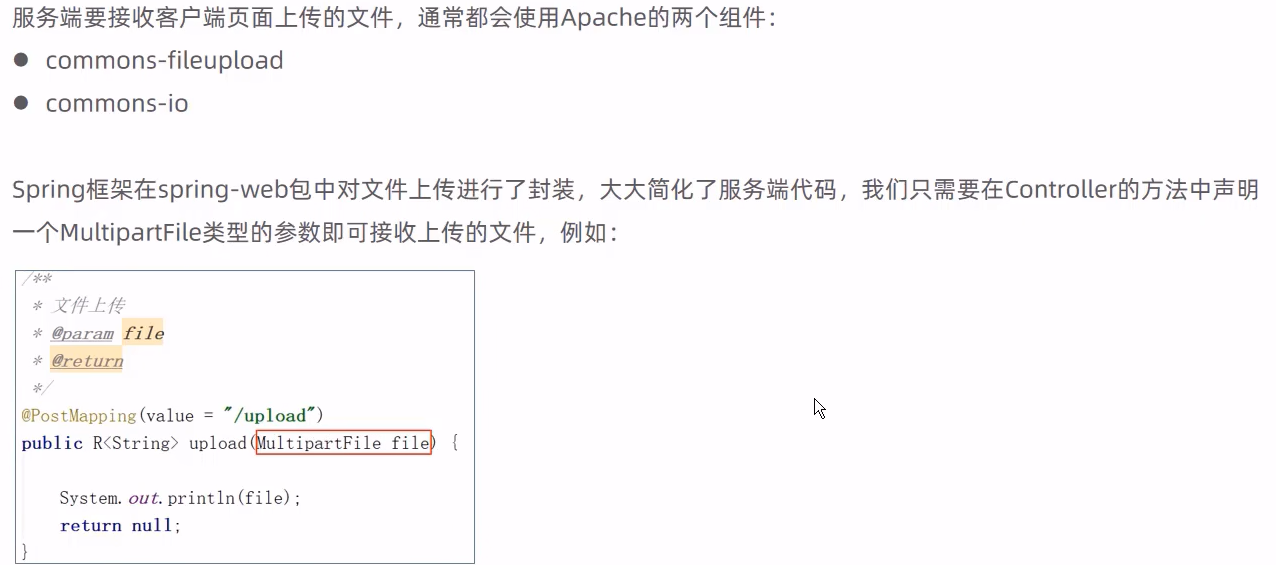 服务端要接收客户端页面上传的文件，通常都会使用Apache的两个组件：
● commons-fileupload
● commons-io
Spring框架在spring-web包中对文件上传进行了封装，大大简化了服务端代码，我们只需要在Controller的方法中声明
一个MultipartFile类型的参数即可接收上传的文件，例如：
/**
 * 文件上传
 * @param file
 * @return
 */
@PostMapping(value = "/upload")
public R<String> upload(MultipartFile file) {
    System.out.println(file);
    return null;
}